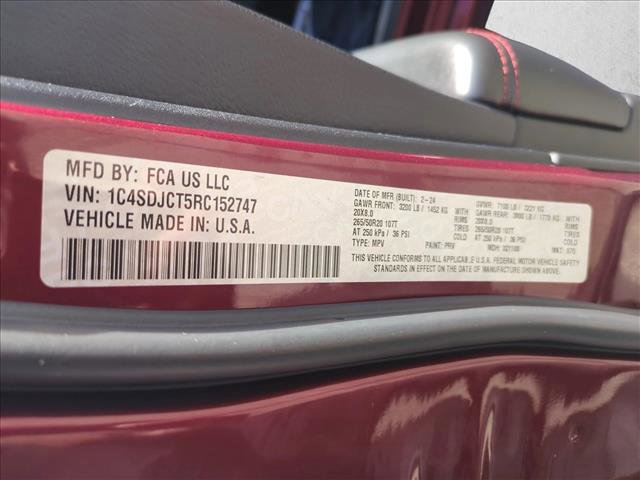 MFD BY: FCA US LLC
VIN: 1C4SDJCT5RC152747
VEHICLE MADE IN: U.S.A.
DATE OF MFR (BUILT): 2-24
GAWR FRONT: 3200 LB / 1452 KG
20X8.0 RIMS
265/50R20 107T TIRES
AT 250 kPa / 36 PSI COLD
TYPE: MPV PAINT: PRV
GVWR: 7100 LB / 3221 KG
GAWR REAR: 3900 LB / 1770 KG
20X8.0 RIMS
265/50R20 107T TIRES
AT 250 kPa / 36 PSI COLD
MDH: MKT:
THIS VEHICLE CONFORMS TO ALL APPLICABLE U.S.A. FEDERAL MOTOR VEHICLE SAFETY
STANDARDS IN EFFECT ON THE DATE OF MANUFACTURE SHOWN ABOVE.